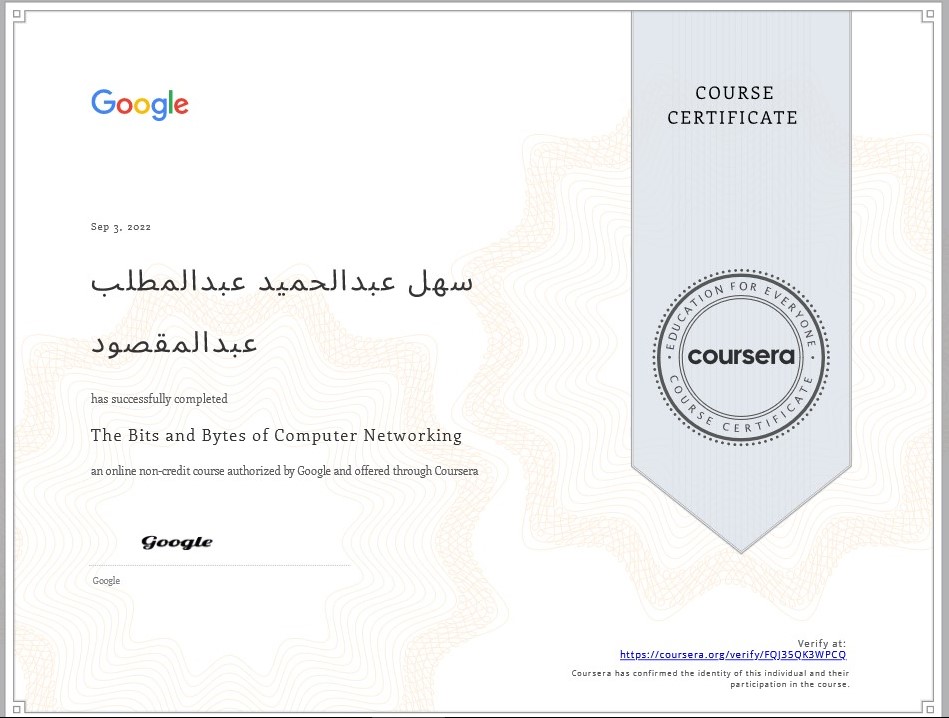 Google
COURSE
CERTIFICATE
Sep 3, 2022
سهل عبدالحميد عبدالمطلب
عبدالمقصود
has successfully completed
The Bits and Bytes of Computer Networking
an online non-credit course authorized by Google and offered through Coursera
Google
Google
EDUCATION FOR EVERYONE
coursera
COURSE CERTIFICATE
Verify at:
https://coursera.org/verify/FQJ35QK3WPCQ
Coursera has confirmed the identity of this individual and their
participation in the course.